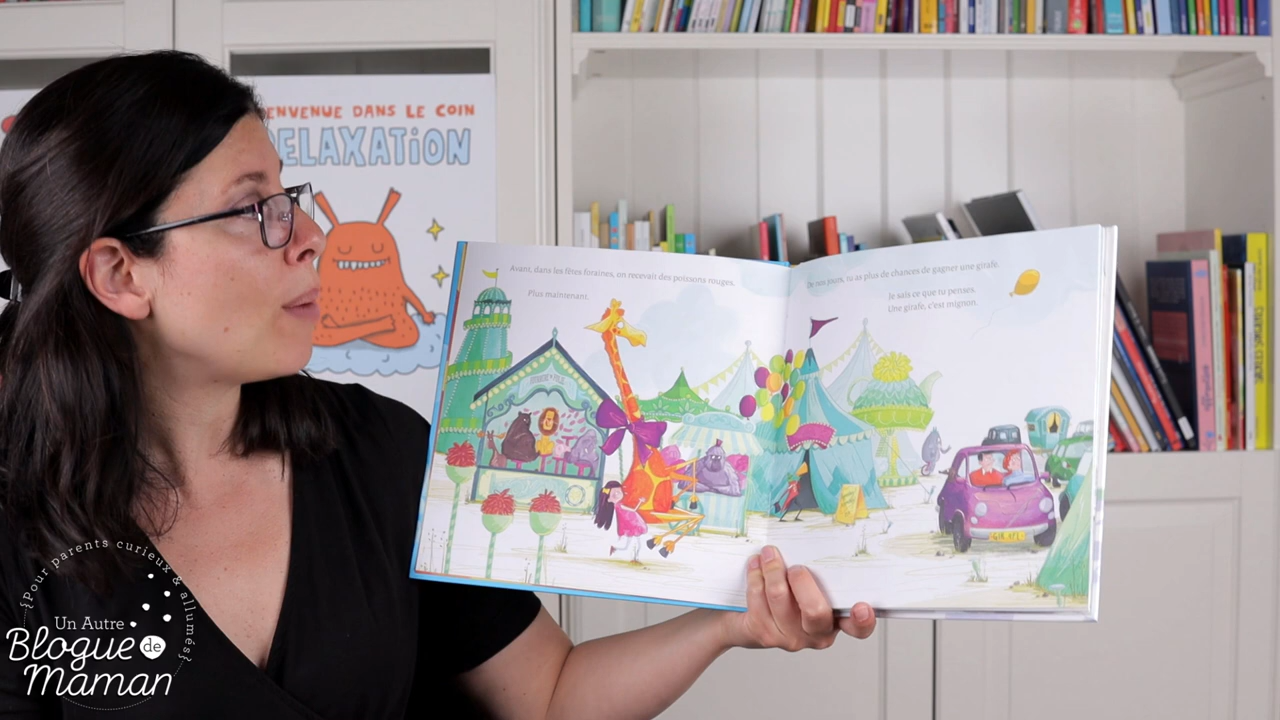 BIENVENUE DANS LE COIN
RELAXATION
Avant, dans les fêtes foraines, on recevait des poissons rouges.
Plus maintenant.
De nos jours, tu as plus de chances de gagner une girafe.
Je sais ce que tu penses.
Une girafe, c'est mignon.
{Pour parents curieux & allumés}
Un Autre
Blogue de
Maman